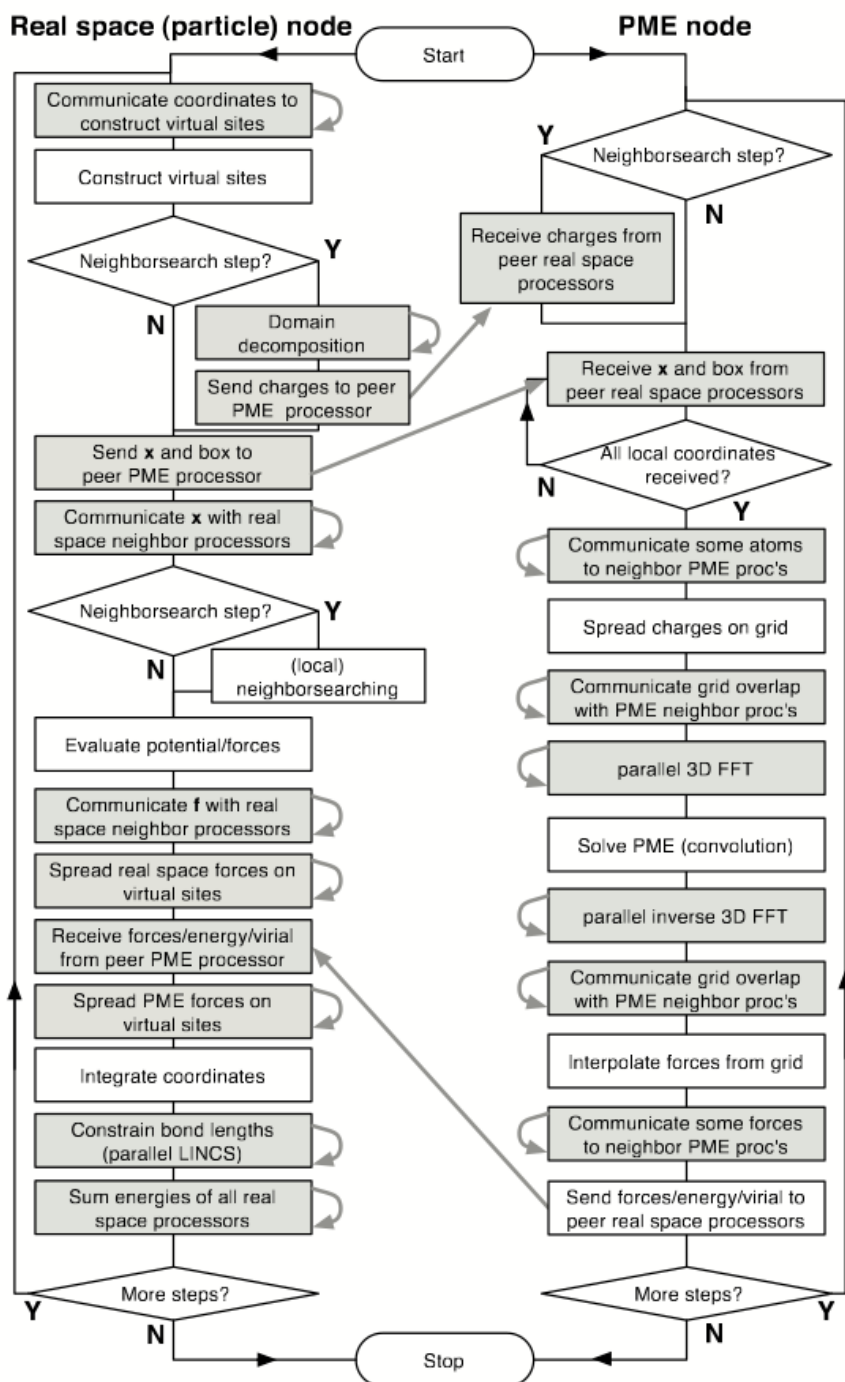 Real space (particle) node
PME node
Start
Communicate coordinates to
construct virtual sites
Construct virtual sites
Neighborsearch step?
Y
N
Domain
decomposition
Send charges to peer
PME processor
Send x and box to
peer PME processor
Communicate x with real
space neighbor processors
Neighborsearch step?
Y
N
(local)
neighborsearching
Evaluate potential/forces
Communicate f with real
space neighbor processors
Spread real space forces on
virtual sites
Receive forces/energy/virial
from peer PME processor
Spread PME forces on
virtual sites
Integrate coordinates
Constrain bond lengths
(parallel LINCS)
Sum energies of all real
space processors
More steps?
Y
N
Y
Neighborsearch step?
N
Receive charges from
peer real space
processors
Receive x and box from
peer real space processors
All local coordinates
received?
N
Y
Communicate some atoms
to neighbor PME proc's
Spread charges on grid
Communicate grid overlap
with PME neighbor proc's
parallel 3D FFT
Solve PME (convolution)
parallel inverse 3D FFT
Communicate grid overlap
with PME neighbor proc's
Interpolate forces from grid
Communicate some forces
to neighbor PME proc's
Send forces/energy/virial to
peer real space processors
More steps?
Y
N
Stop